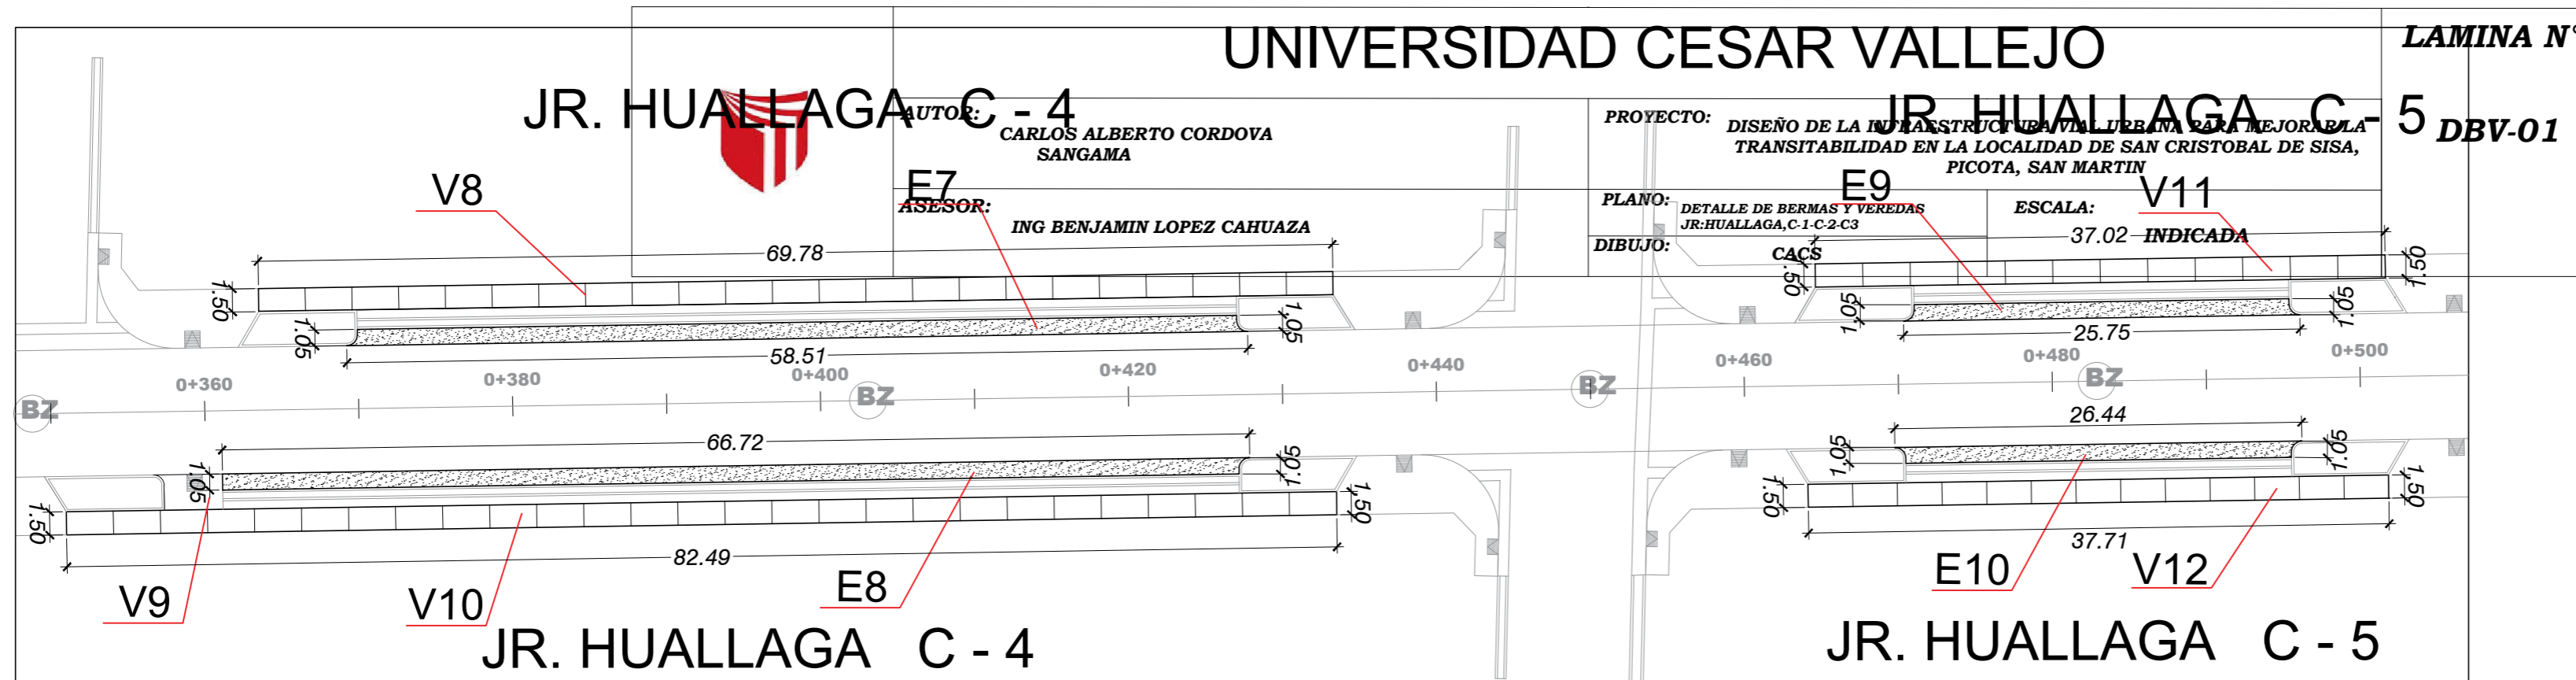 UNIVERSIDAD CESAR VALLEJO
LAMINA N°
DBV-01
JR. HUALLAGA C - 4
JR. HUALLAGA C - 5
AUTOR:
CARLOS ALBERTO CORDOVA
SANGAMA
PROYECTO:
DISEÑO DE LA INFRAESTRUCTURA VIAL URBANA PARA MEJORAR LA
TRANSITABILIDAD EN LA LOCALIDAD DE SAN CRISTOBAL DE SISA,
PICOTA, SAN MARTIN
ASESOR:
ING BENJAMIN LOPEZ CAHUAZA
PLANO:
DETALLE DE BERMAS Y VEREDAS
JR:HUALLAGA,C-1-C-2-C3
ESCALA:
INDICADA
DIBUJO:
CACS
V8
E7
E9
V11
69.78
37.02
1.50
.50
1.50
1.05
1.05
1.05
1.05
58.51
25.75
0+360
0+380
0+400
0+420
0+440
0+460
0+480
0+500
BZ
BZ
BZ
BZ
66.72
26.44
1.05
1.05
1.05
1.05
1.50
1.50
1.50
1.50
82.49
37.71
V9
V10
E8
E10
V12
JR. HUALLAGA C - 4
JR. HUALLAGA C - 5